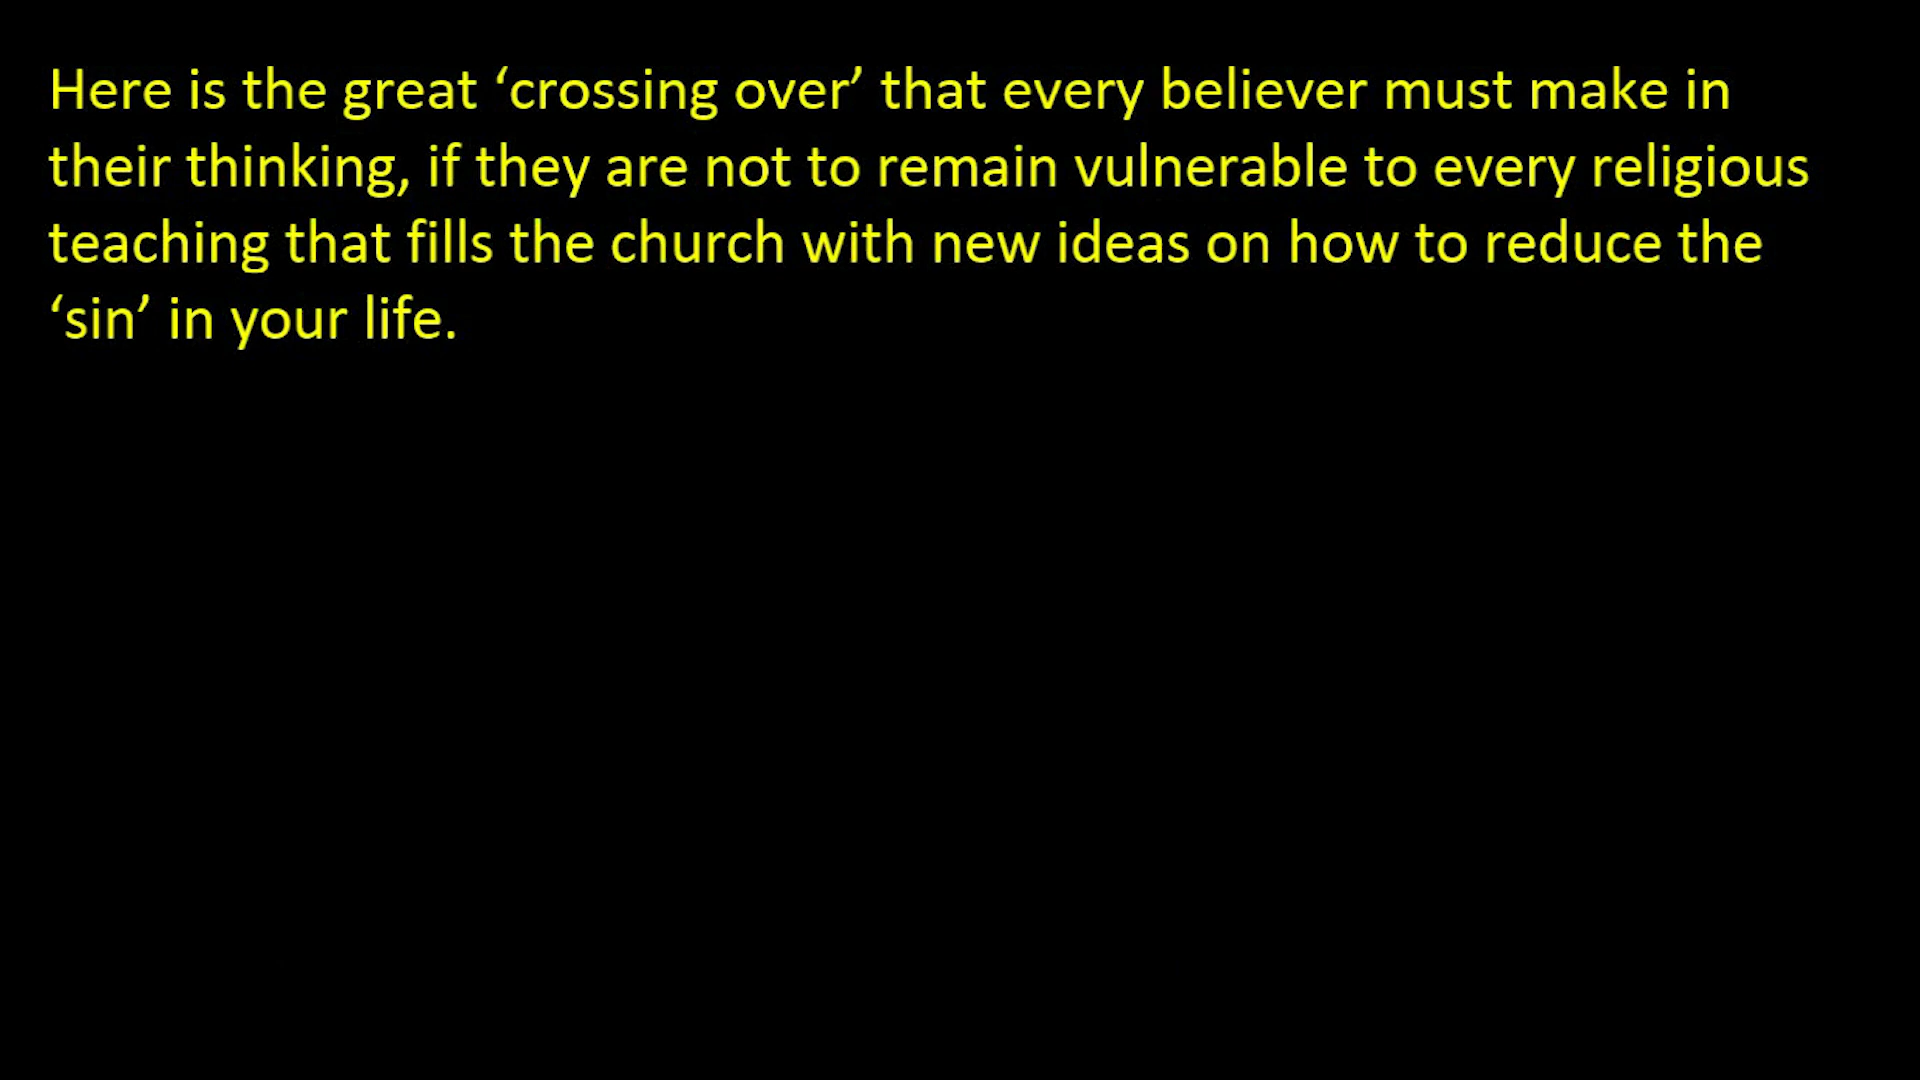 Here is the great ‘crossing over’ that every believer must make in
their thinking, if they are not to remain vulnerable to every religious
teaching that fills the church with new ideas on how to reduce the
‘sin’ in your life.